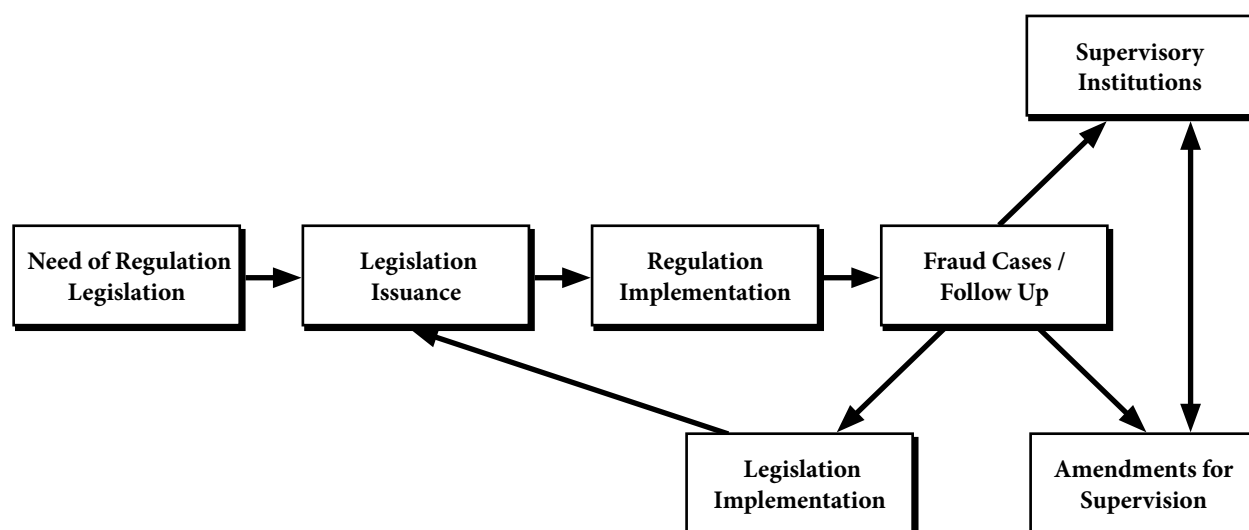 Supervisory
Institutions
Need of Regulation
Legislation
Legislation
Issuance
Regulation
Implementation
Fraud Cases /
Follow Up
Legislation
Implementation
Amendments for
Supervision